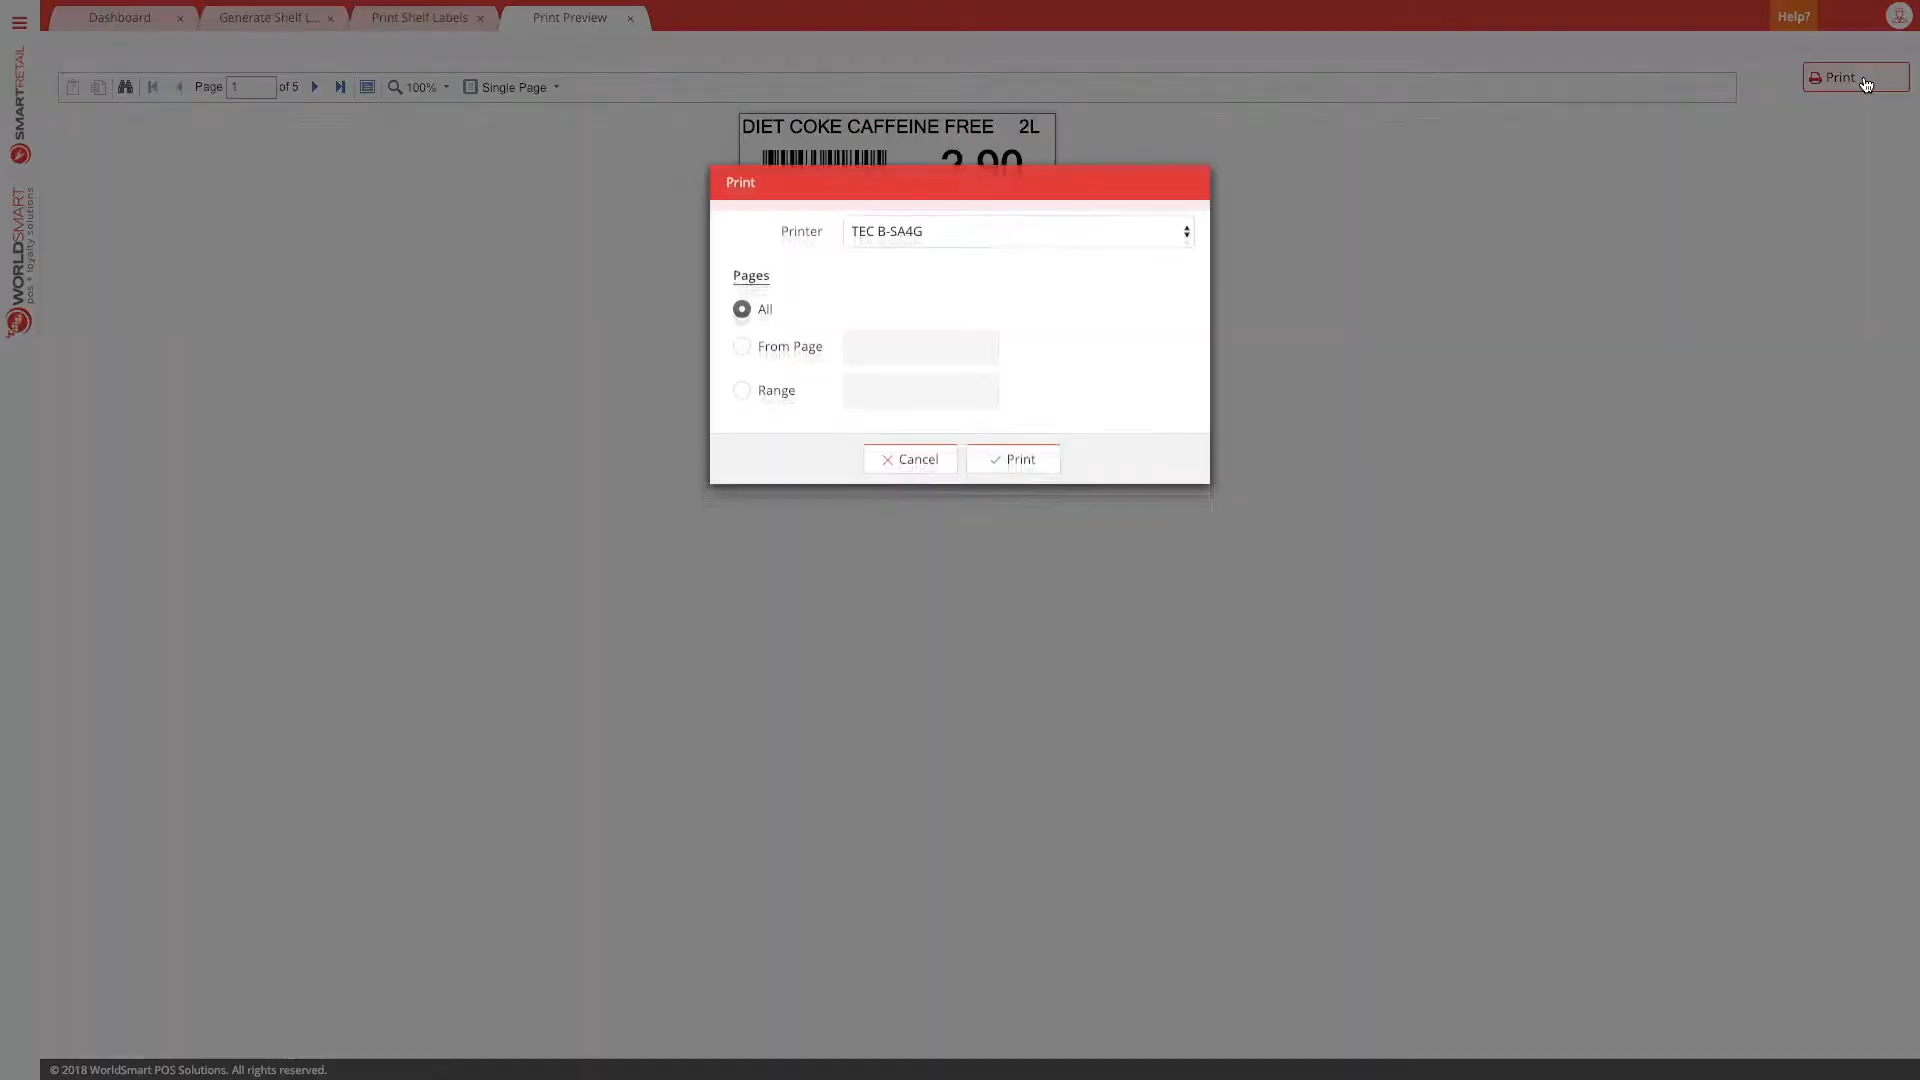 Dashboard
Generate Shelf L...
Print Shelf Labels
Print Preview
Help?
SMARTRETAIL
WORLDSMART
pos + loyalty solutions
Page 1 of 5
100%
Single Page
Print
DIET COKE CAFFEINE FREE 2L
2.90
Print
Printer TEC B-SA4G
Pages
All
From Page
Range
Cancel
Print
© 2018 WorldSmart POS Solutions. All rights reserved.